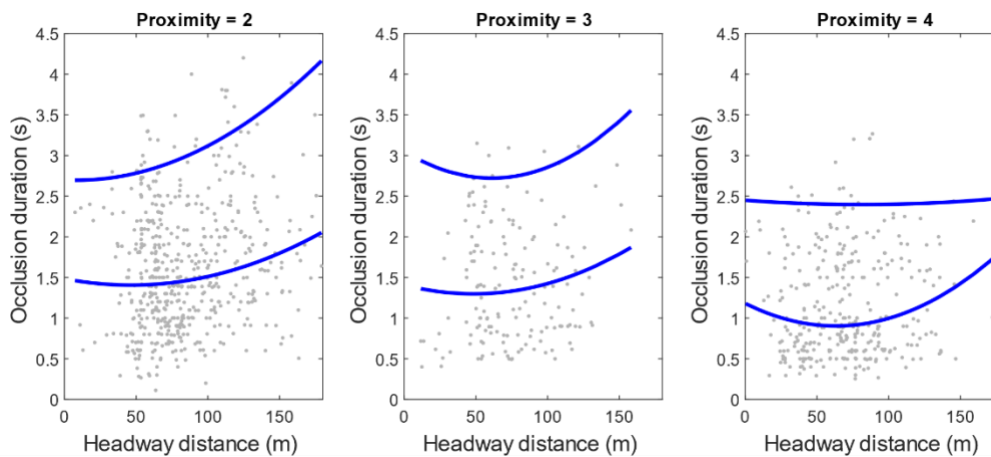 Proximity = 2
Occlusion duration (s)
4.5
4
3.5
3
2.5
2
1.5
1
0.5
0
0 50 100 150
Headway distance (m)
Proximity = 3
Occlusion duration (s)
4.5
4
3.5
3
2.5
2
1.5
1
0.5
0
0 50 100 150
Headway distance (m)
Proximity = 4
Occlusion duration (s)
4.5
4
3.5
3
2.5
2
1.5
1
0.5
0
0 50 100 150
Headway distance (m)